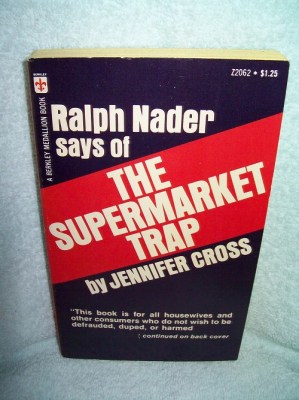 BERKLEY
A BERKLEY MEDALLION BOOK
Z2062 • $1.25
Ralph Nader
says of
THE
SUPERMARKET
TRAP
by JENNIFER CROSS
"This book is for all housewives and
other consumers who do not wish to be
defrauded, duped, or harmed
continued on back cover